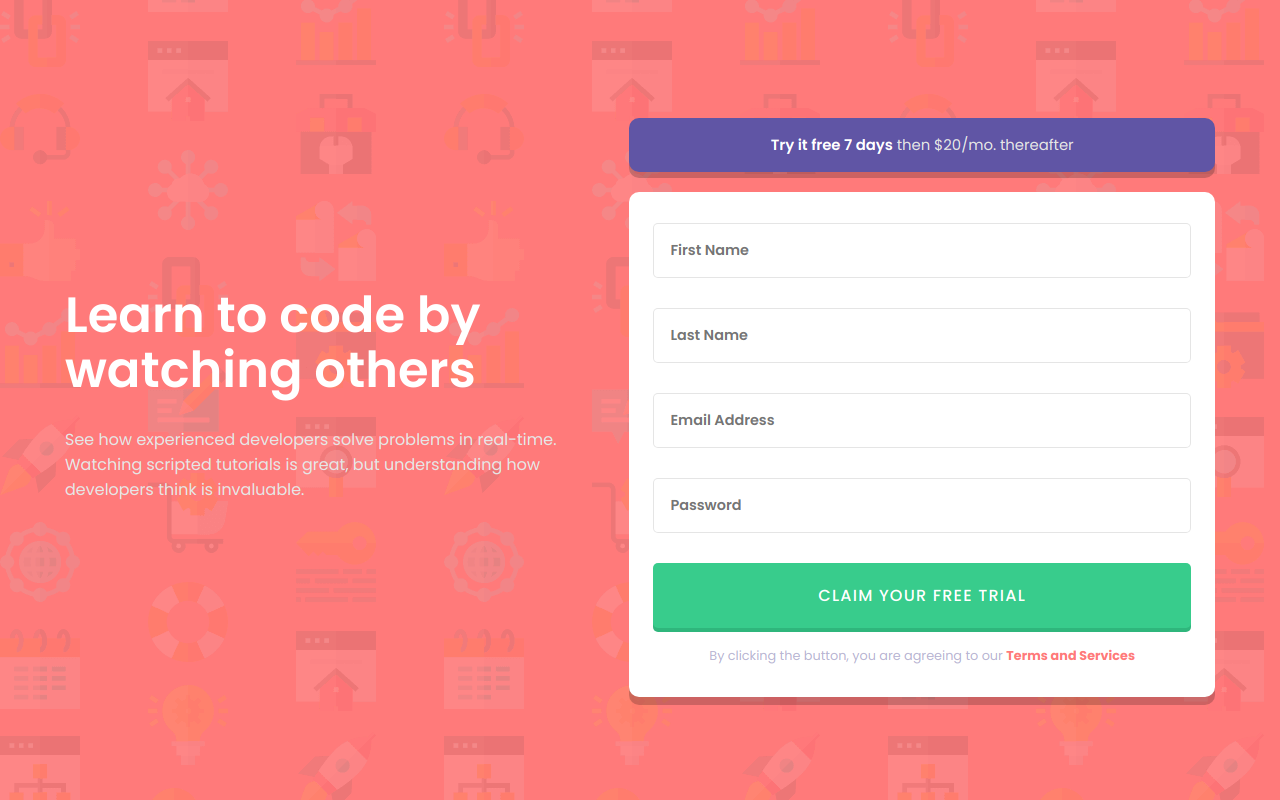 Learn to code by
watching others
See how experienced developers solve problems in real-time.
Watching scripted tutorials is great, but understanding how
developers think is invaluable.
Try it free 7 days then $20/mo. thereafter
First Name
Last Name
Email Address
Password
CLAIM YOUR FREE TRIAL
By clicking the button, you are agreeing to our Terms and Services